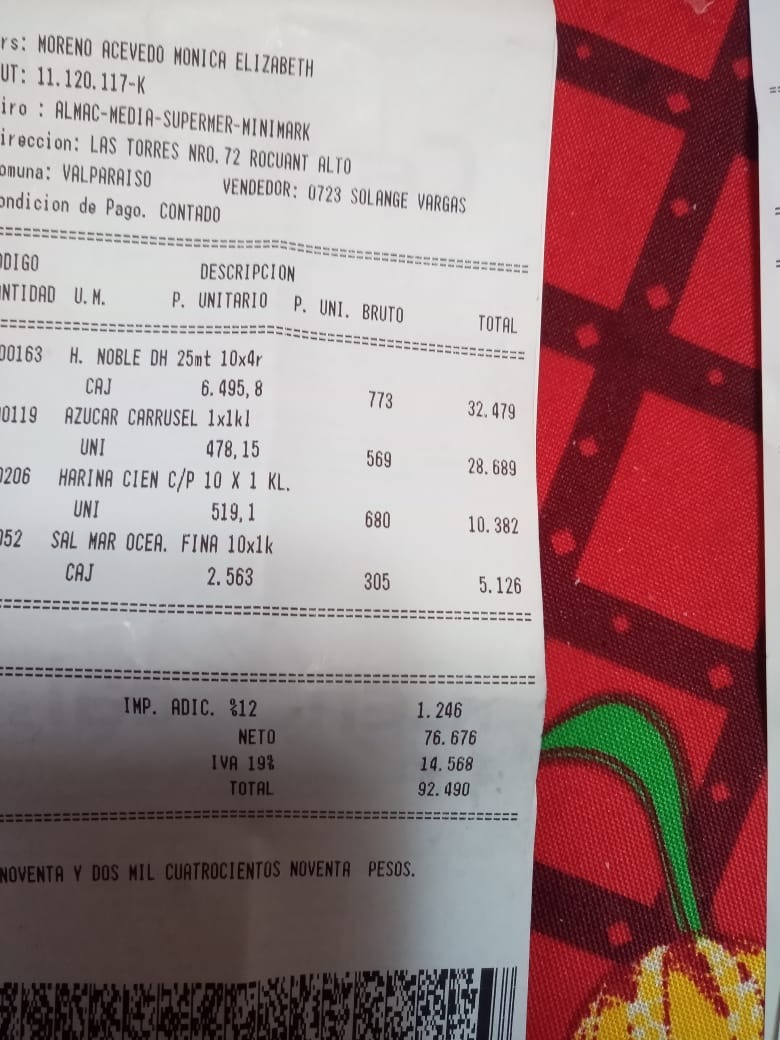 rs: MORENO ACEVEDO MONICA ELIZABETH
UT: 11.120.117-K
iro : ALMAC-MEDIA-SUPERMER-MINIMARK
ireccion: LAS TORRES NRO.72 ROCUANT ALTO
omuna: VALPARAISO VENDEDOR: 0723 SOLANGE VARGAS
ondicion de Pago. CONTADO
ODIGO DESCRIPCION
NTIDAD U.M. P. UNITARIO P. UNI. BRUTO TOTAL
00163 H. NOBLE DH 25mt 10x4r
CAJ 6.495,8 773 32.479
0119 AZUCAR CARRUSEL 1x1kl
UNI 478,15 569 28.689
0206 HARINA CIEN C/P 10 X 1 KL.
UNI 519,1 680 10.382
052 SAL MAR OCEA. FINA 10x1k
CAJ 2.563 305 5.126
IMP. ADIC. %12 1.246
NETO 76.676
IVA 19% 14.568
TOTAL 92.490
NOVENTA Y DOS MIL CUATROCIENTOS NOVENTA PESOS.